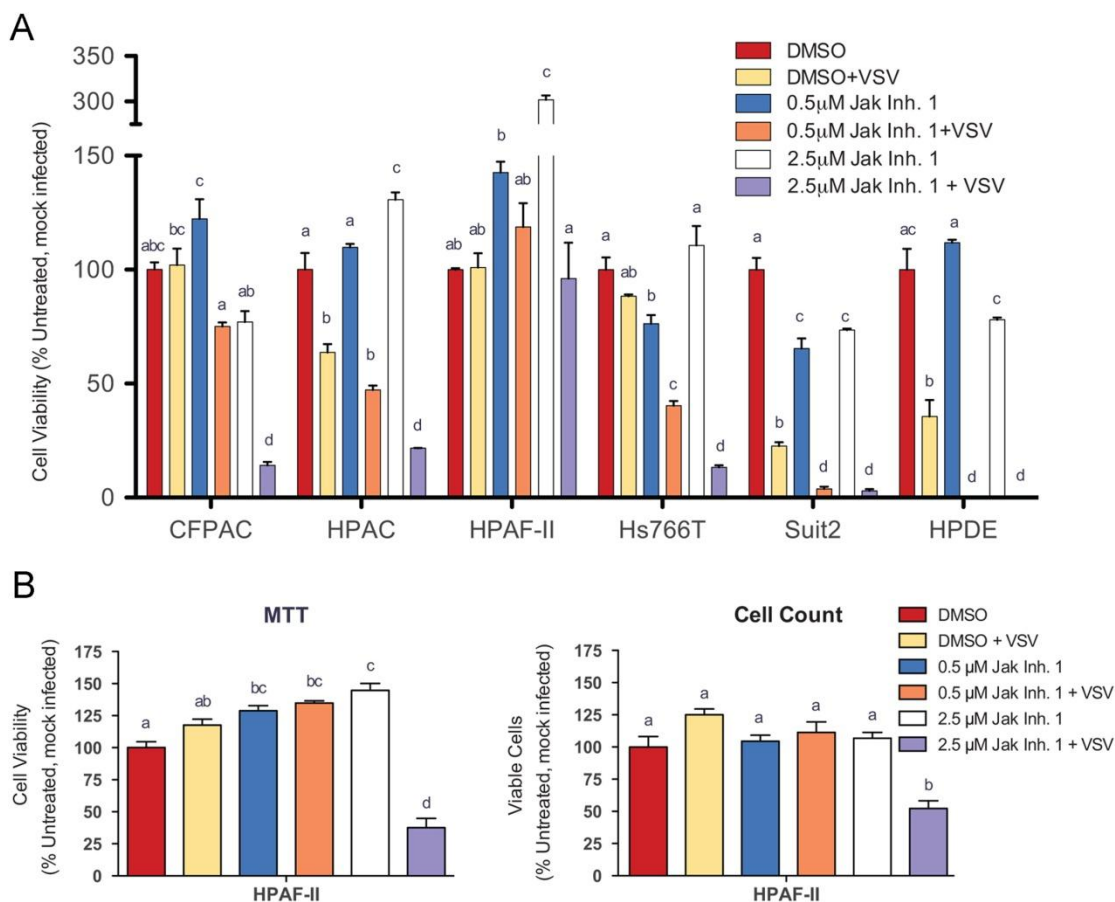 A
Cell Viability (% Untreated, mock infected)
350
300
150
100
50
0
DMSO
DMSO+VSV
0.5μM Jak Inh. 1
0.5μM Jak Inh. 1+VSV
2.5μM Jak Inh. 1
2.5μM Jak Inh. 1 + VSV
abc bc c a ab d
a b a b c d
ab ab b ab c a
a ab b c a d
a b c d c d
ac b a d c d
CFPAC HPAC HPAF-II Hs766T Suit2 HPDE
B
MTT
Cell Viability
(% Untreated, mock infected)
175
150
125
100
75
50
25
0
a ab bc bc c d
HPAF-II
Cell Count
Viable Cells
(% Untreated, mock infected)
175
150
125
100
75
50
25
0
a a a a a b
HPAF-II
DMSO
DMSO + VSV
0.5 µM Jak Inh. 1
0.5 µM Jak Inh. 1 + VSV
2.5 µM Jak Inh. 1
2.5 µM Jak Inh. 1 + VSV